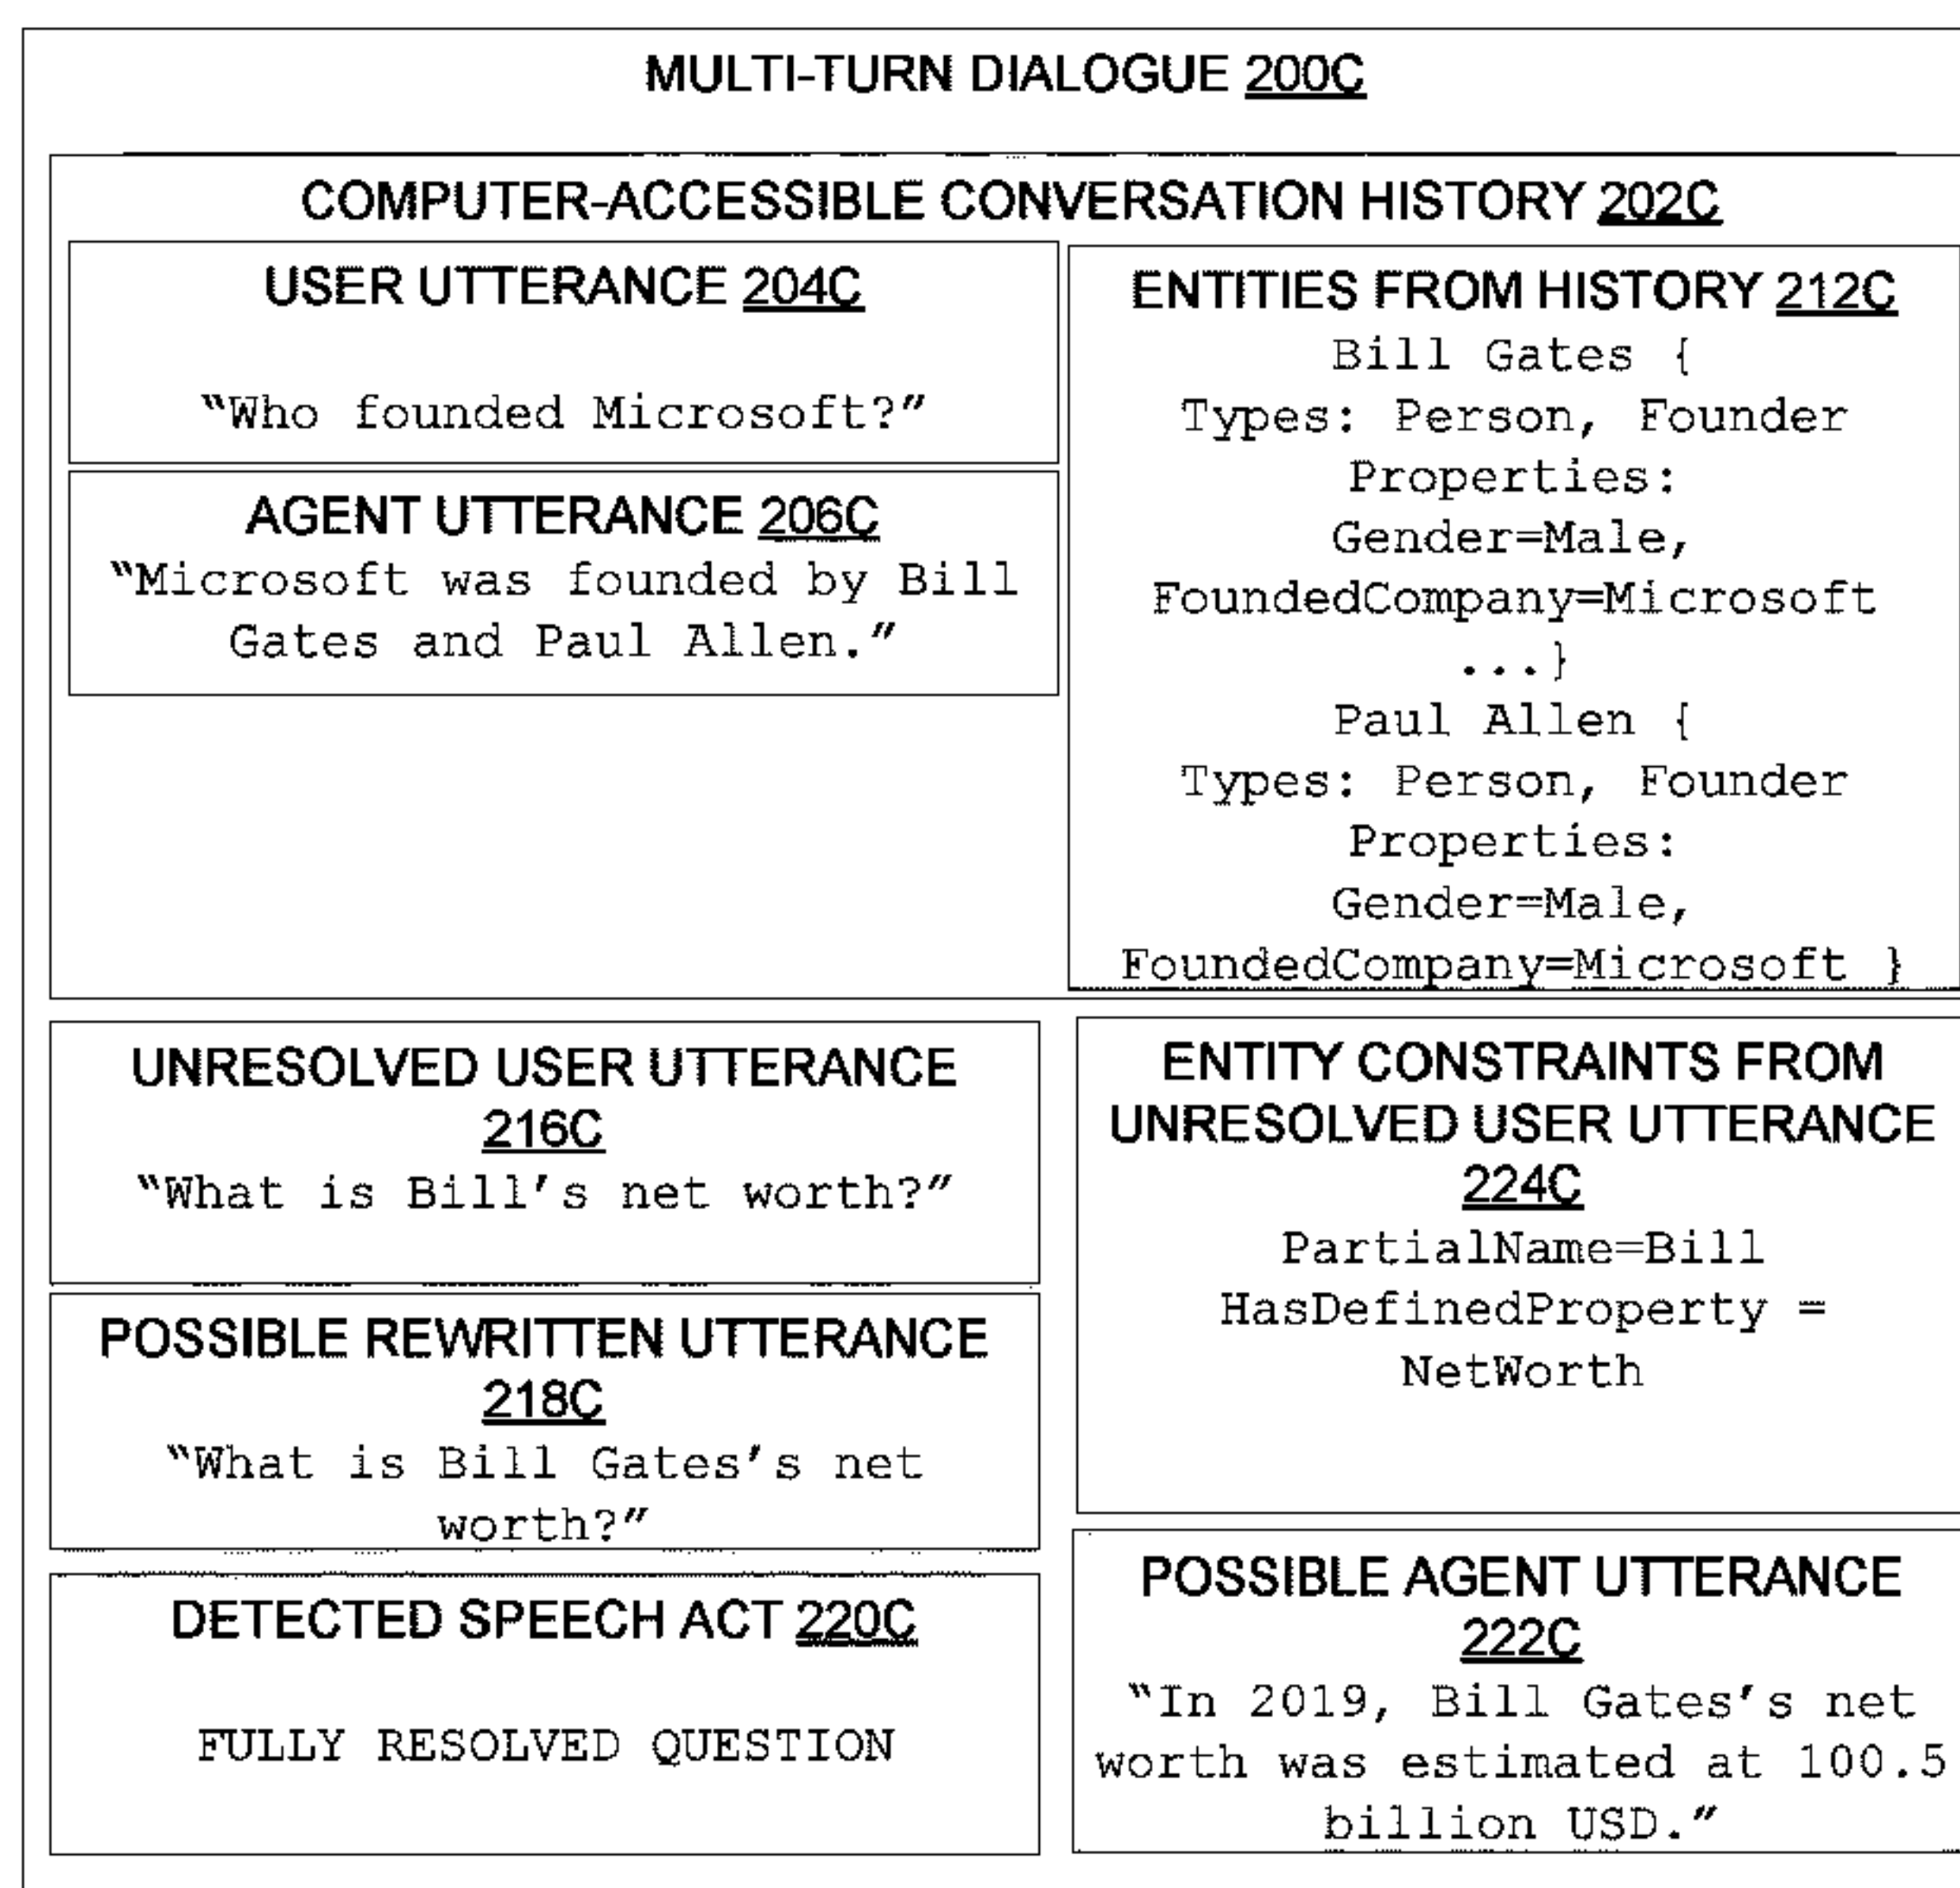 MULTI-TURN DIALOGUE 200C
COMPUTER-ACCESSIBLE CONVERSATION HISTORY 202C
USER UTTERANCE 204C
“Who founded Microsoft?”
AGENT UTTERANCE 206C
“Microsoft was founded by Bill
Gates and Paul Allen.”
ENTITIES FROM HISTORY 212C
Bill Gates {
Types: Person, Founder
Properties:
Gender=Male,
FoundedCompany=Microsoft
...}
Paul Allen {
Types: Person, Founder
Properties:
Gender=Male,
FoundedCompany=Microsoft }
UNRESOLVED USER UTTERANCE
216C
“What is Bill’s net worth?”
POSSIBLE REWRITTEN UTTERANCE
218C
“What is Bill Gates’s net
worth?”
DETECTED SPEECH ACT 220C
FULLY RESOLVED QUESTION
ENTITY CONSTRAINTS FROM
UNRESOLVED USER UTTERANCE
224C
PartialName=Bill
HasDefinedProperty =
NetWorth
POSSIBLE AGENT UTTERANCE
222C
“In 2019, Bill Gates’s net
worth was estimated at 100.5
billion USD.”